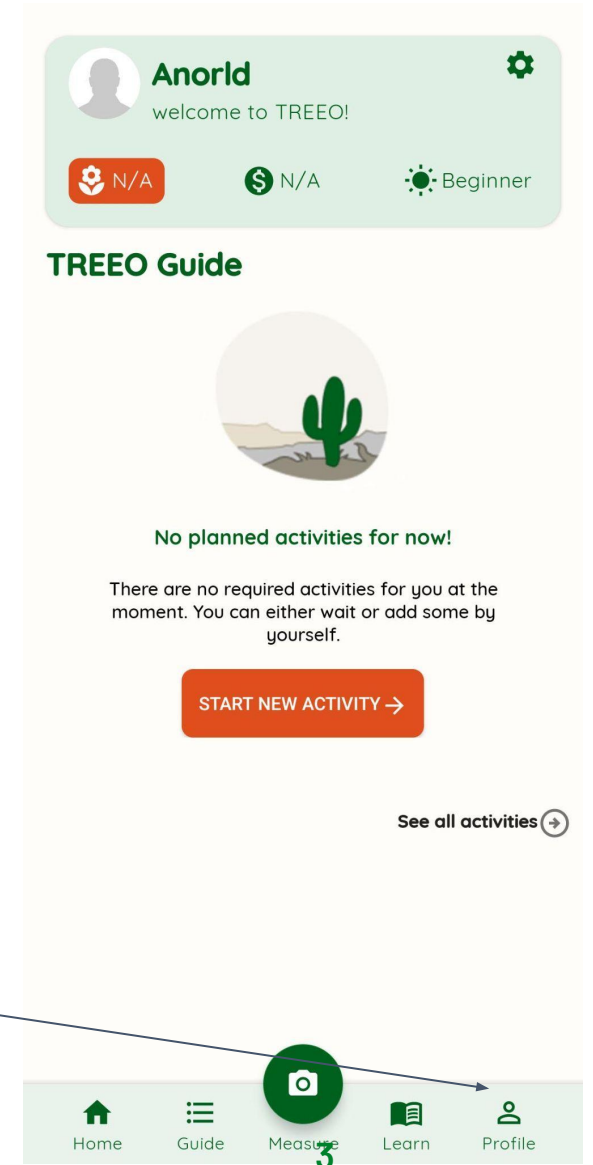 Anorld
welcome to TREEO!
N/A
N/A
Beginner
TREEO Guide
No planned activities for now!
There are no required activities for you at the
moment. You can either wait or add some by
yourself.
START NEW ACTIVITY
See all activities
Home
Guide
Measure
Learn
Profile
3